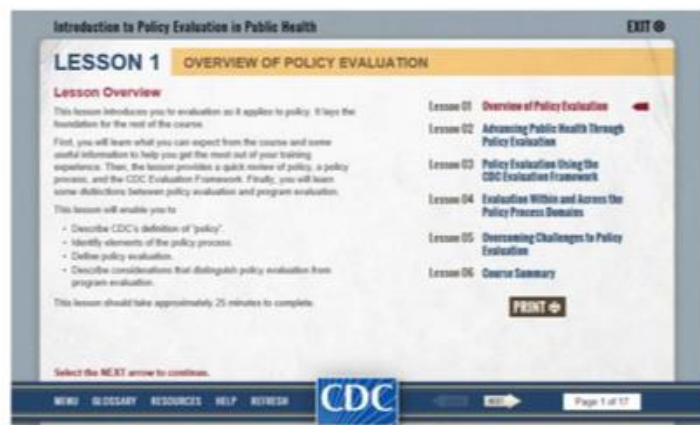 Introduction to Policy Evaluation in Public Health
EXIT
LESSON 1
OVERVIEW OF POLICY EVALUATION
Lesson Overview
This lesson introduces you to evaluation as it applies to policy. It lays the
foundation for the rest of the course.
First, you will learn what you can expect from the course and some
useful information to help you get the most out of your training
experience. Then, the lesson provides a quick review of policy, a policy
process, and the CDC Evaluation Framework. Finally, you will learn
some distinctions between policy evaluation and program evaluation.
This lesson will enable you to
• Describe CDC's definition of "policy".
• Identify elements of the policy process.
• Define policy evaluation.
• Describe considerations that distinguish policy evaluation from
program evaluation.
This lesson should take approximately 25 minutes to complete.
Select the NEXT arrow to continue.
Lesson 01 Overview of Policy Evaluation
Lesson 02 Advancing Public Health Through
Policy Evaluation
Lesson 03 Policy Evaluation Using the
CDC Evaluation Framework
Lesson 04 Evaluation Within and Across the
Policy Process Domains
Lesson 05 Overcoming Challenges to Policy
Evaluation
Lesson 06 Course Summary
PRINT
MENU GLOSSARY RESOURCES HELP REFRESH
CDC
NEXT
Page 1 of 17